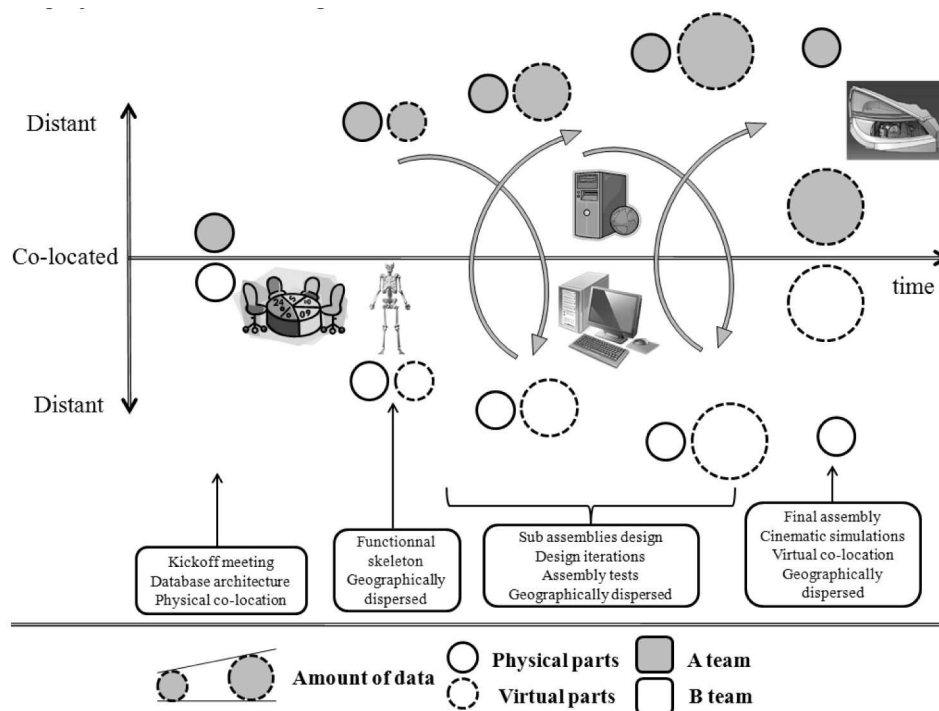 Distant
Co-located
time
Distant
Kickoff meeting
Database architecture
Physical co-location
Functionnal
skeleton
Geographically
dispersed
Sub assemblies design
Design iterations
Assembly tests
Geographically dispersed
Final assembly
Cinematic simulations
Virtual co-location
Geographically
dispersed
Amount of data
Physical parts
Virtual parts
A team
B team